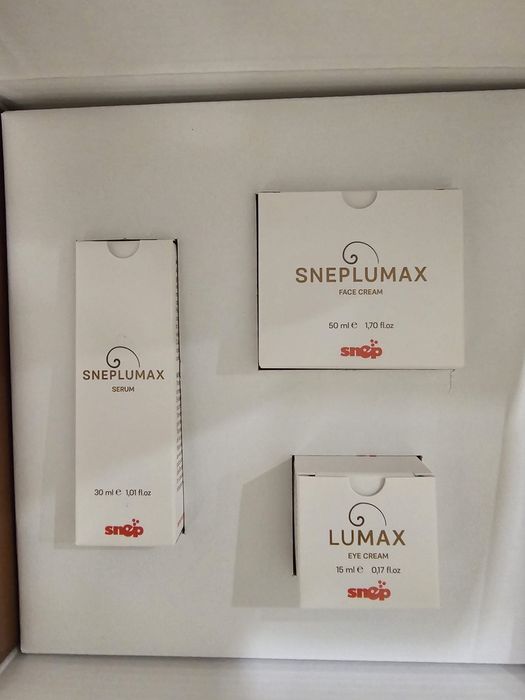 SNEPLUMAX
SERUM
30 ml ℮ 1,01 fl.oz
snep
SNEPLUMAX
FACE CREAM
50 ml ℮ 1,70 fl.oz
snep
LUMAX
EYE CREAM
15 ml ℮ 0,17 fl.oz
snep